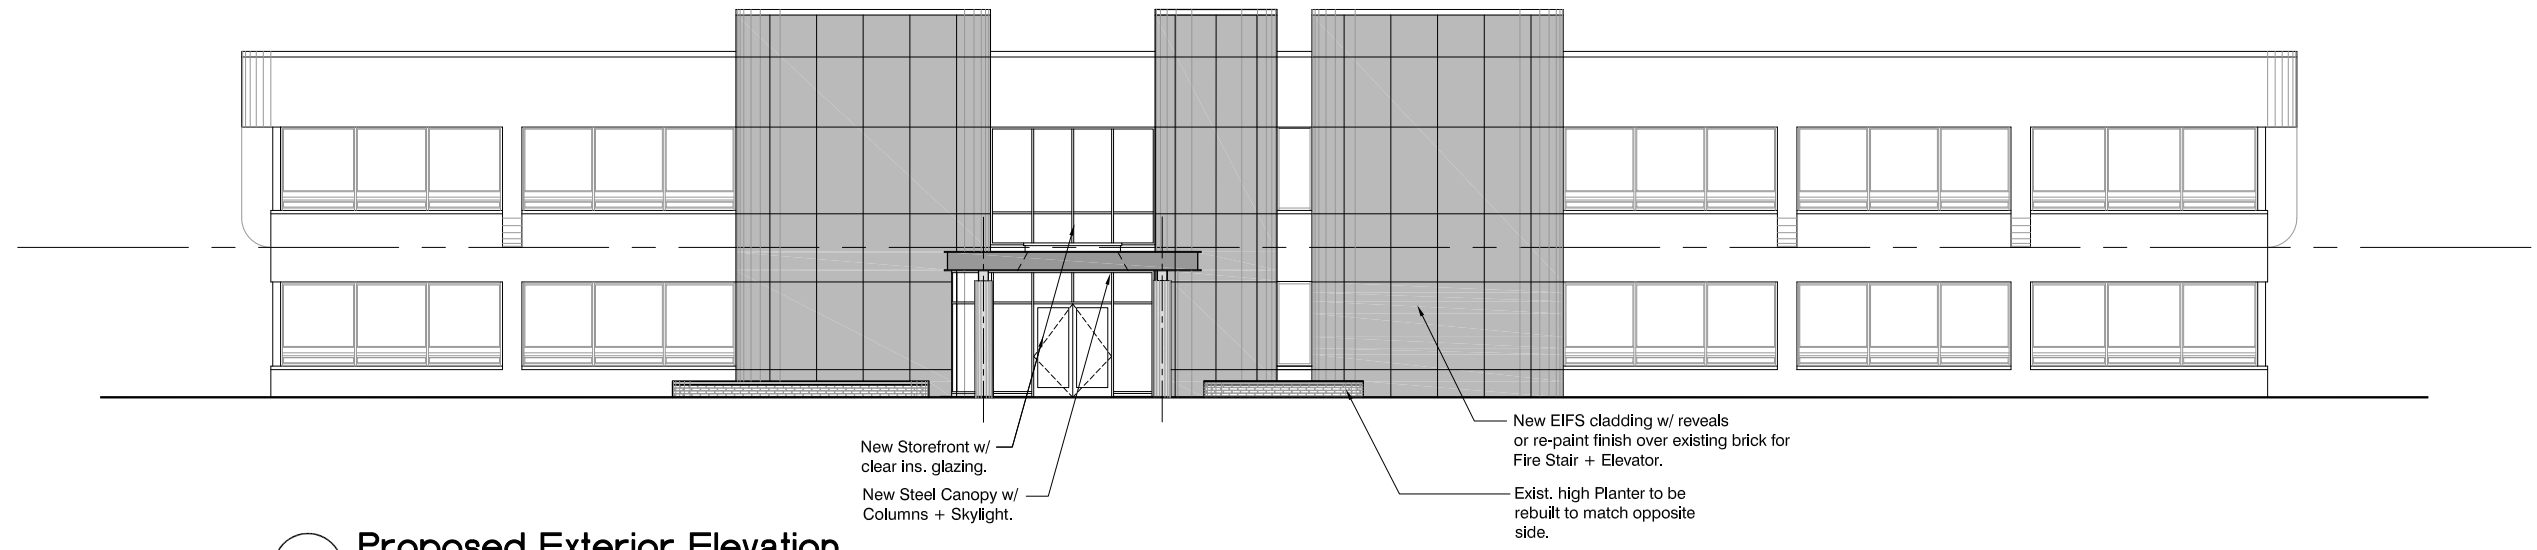 New Storefront w/
clear ins. glazing.
New Steel Canopy w/
Columns + Skylight.
New EIFS cladding w/ reveals
or re-paint finish over existing brick for
Fire Stair + Elevator.
Exist. high Planter to be
rebuilt to match opposite
side.
Proposed Exterior Elevation